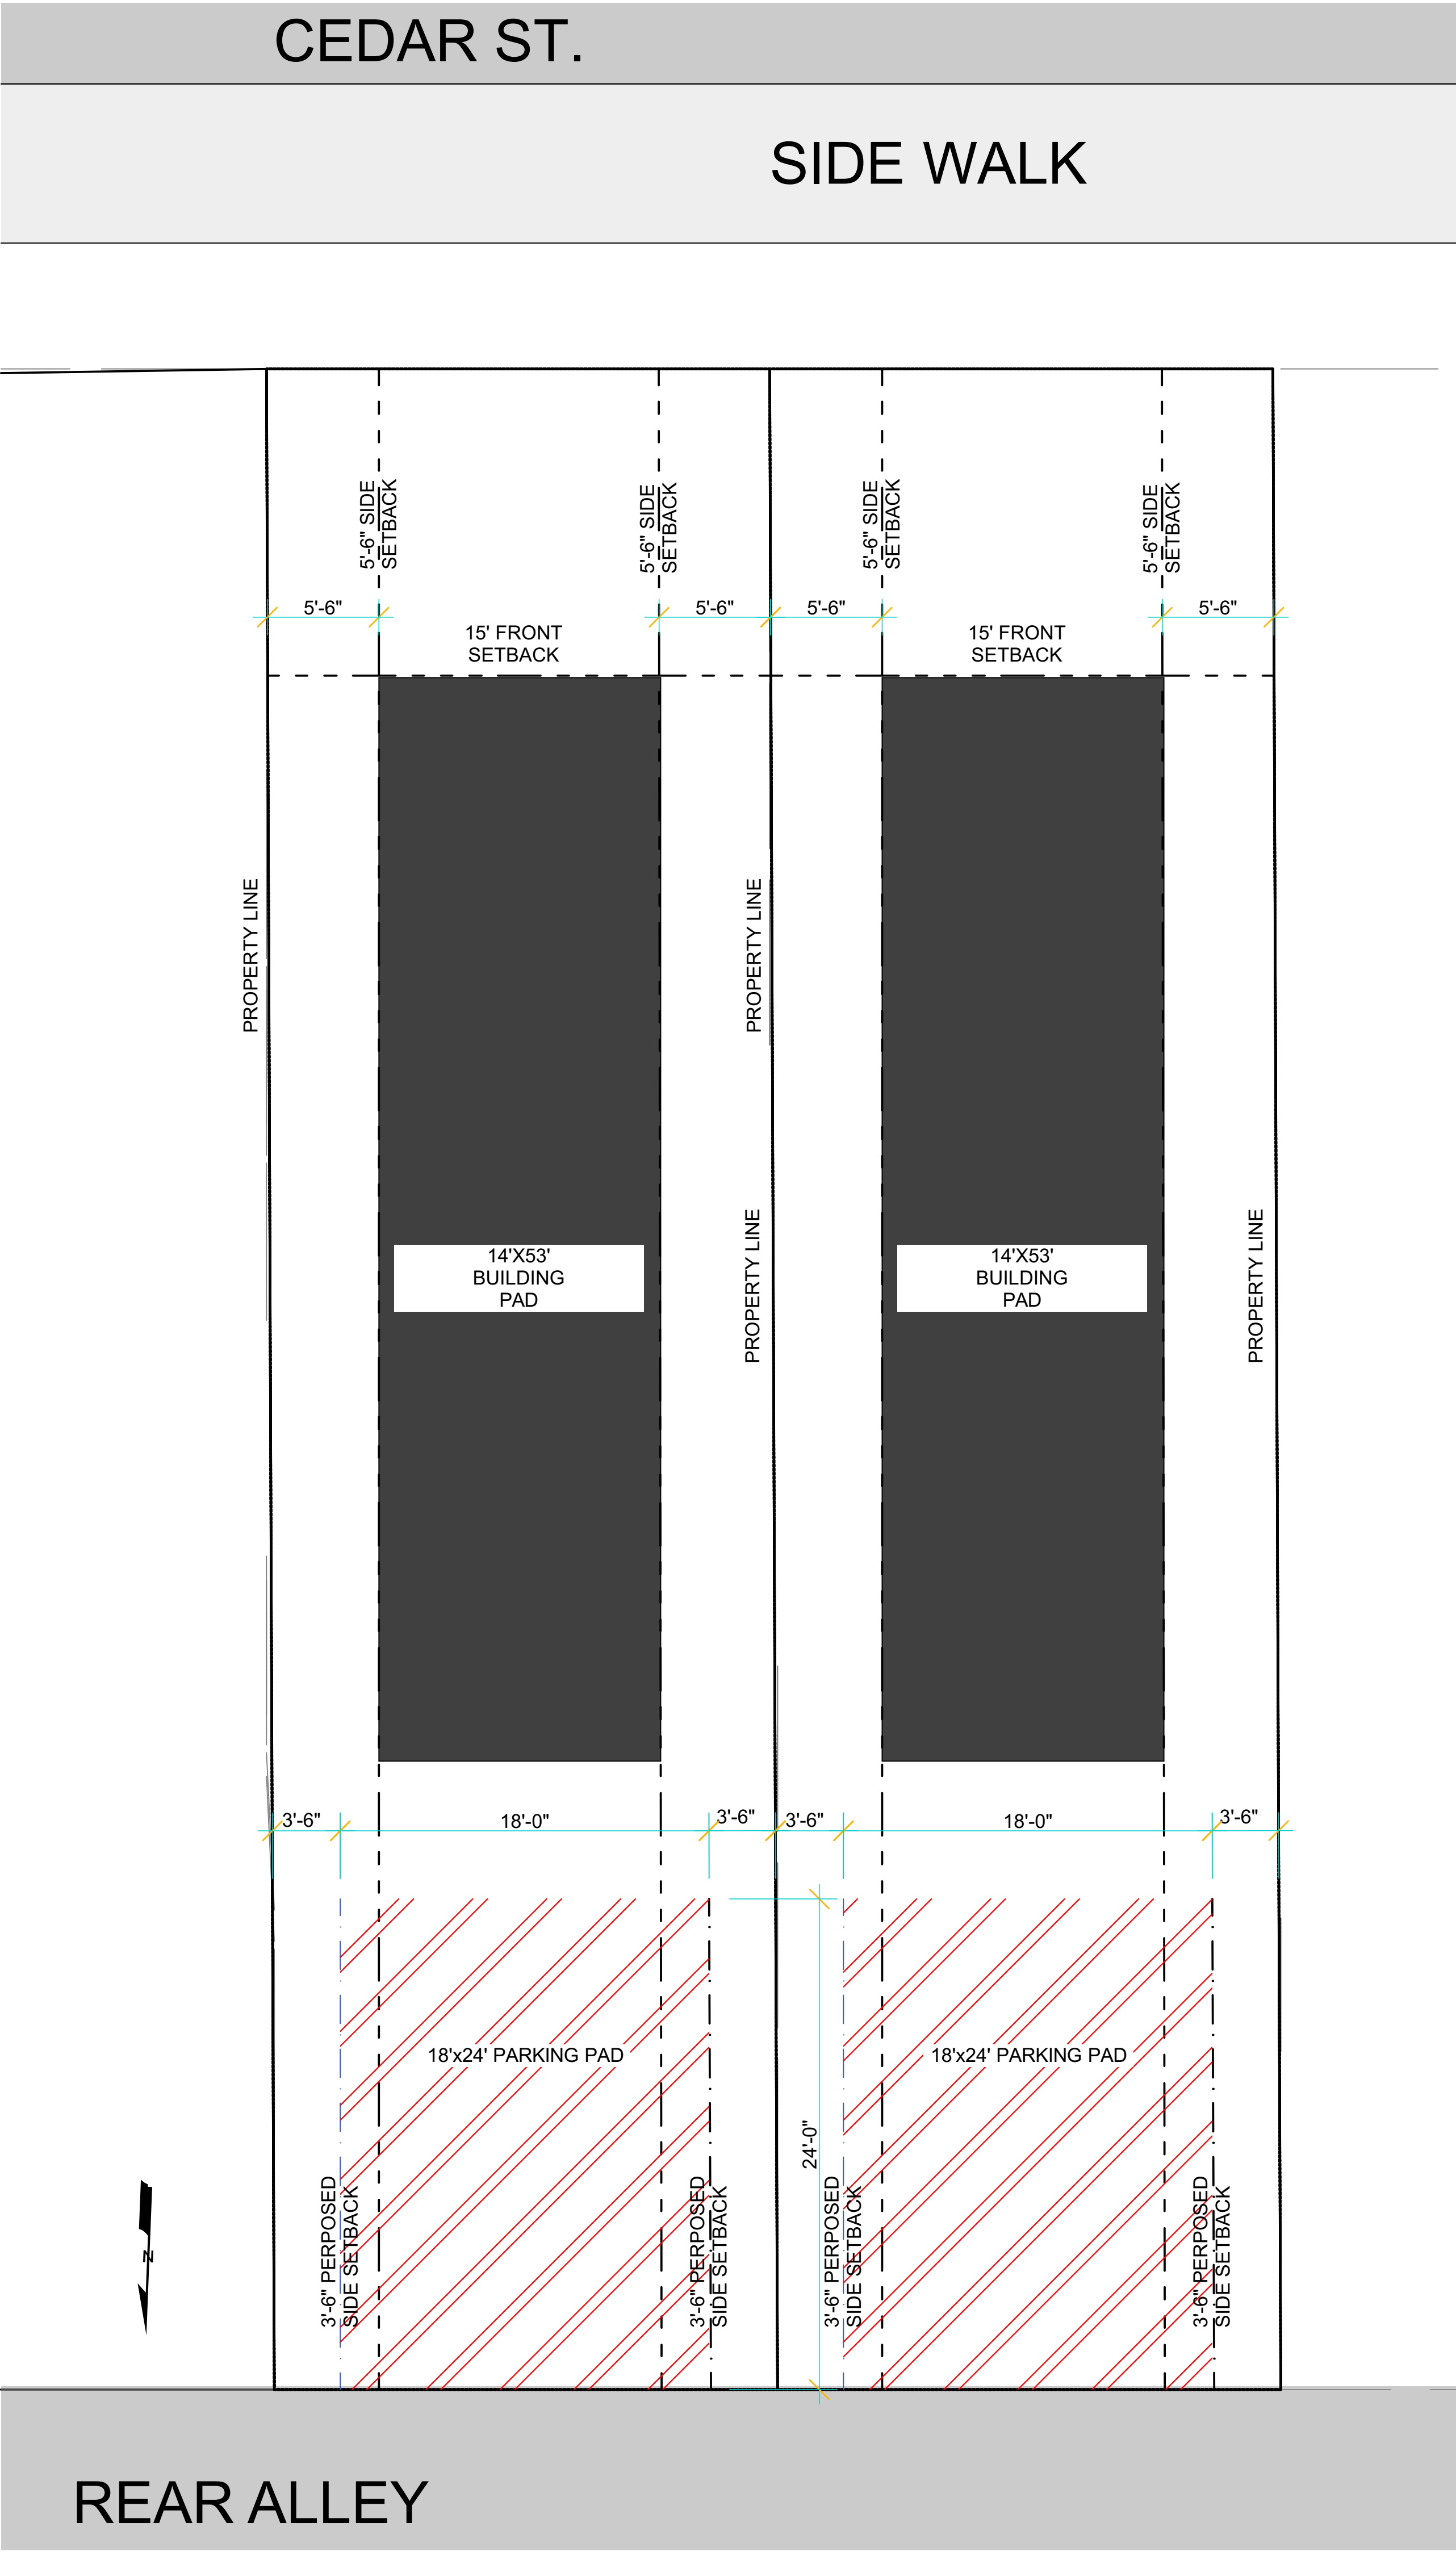 CEDAR ST.
SIDE WALK
5'-6" SIDE
SETBACK
5'-6" SIDE
SETBACK
5'-6" SIDE
SETBACK
5'-6" SIDE
SETBACK
5'-6"
5'-6"
5'-6"
5'-6"
15' FRONT
SETBACK
15' FRONT
SETBACK
PROPERTY LINE
PROPERTY LINE
PROPERTY LINE
PROPERTY LINE
14'X53'
BUILDING
PAD
14'X53'
BUILDING
PAD
3'-6"
18'-0"
3'-6"
3'-6"
18'-0"
3'-6"
18'x24' PARKING PAD
18'x24' PARKING PAD
24'-0"
3'-6" PERPOSED
SIDE SETBACK
3'-6" PERPOSED
SIDE SETBACK
3'-6" PERPOSED
SIDE SETBACK
3'-6" PERPOSED
SIDE SETBACK
N
REAR ALLEY